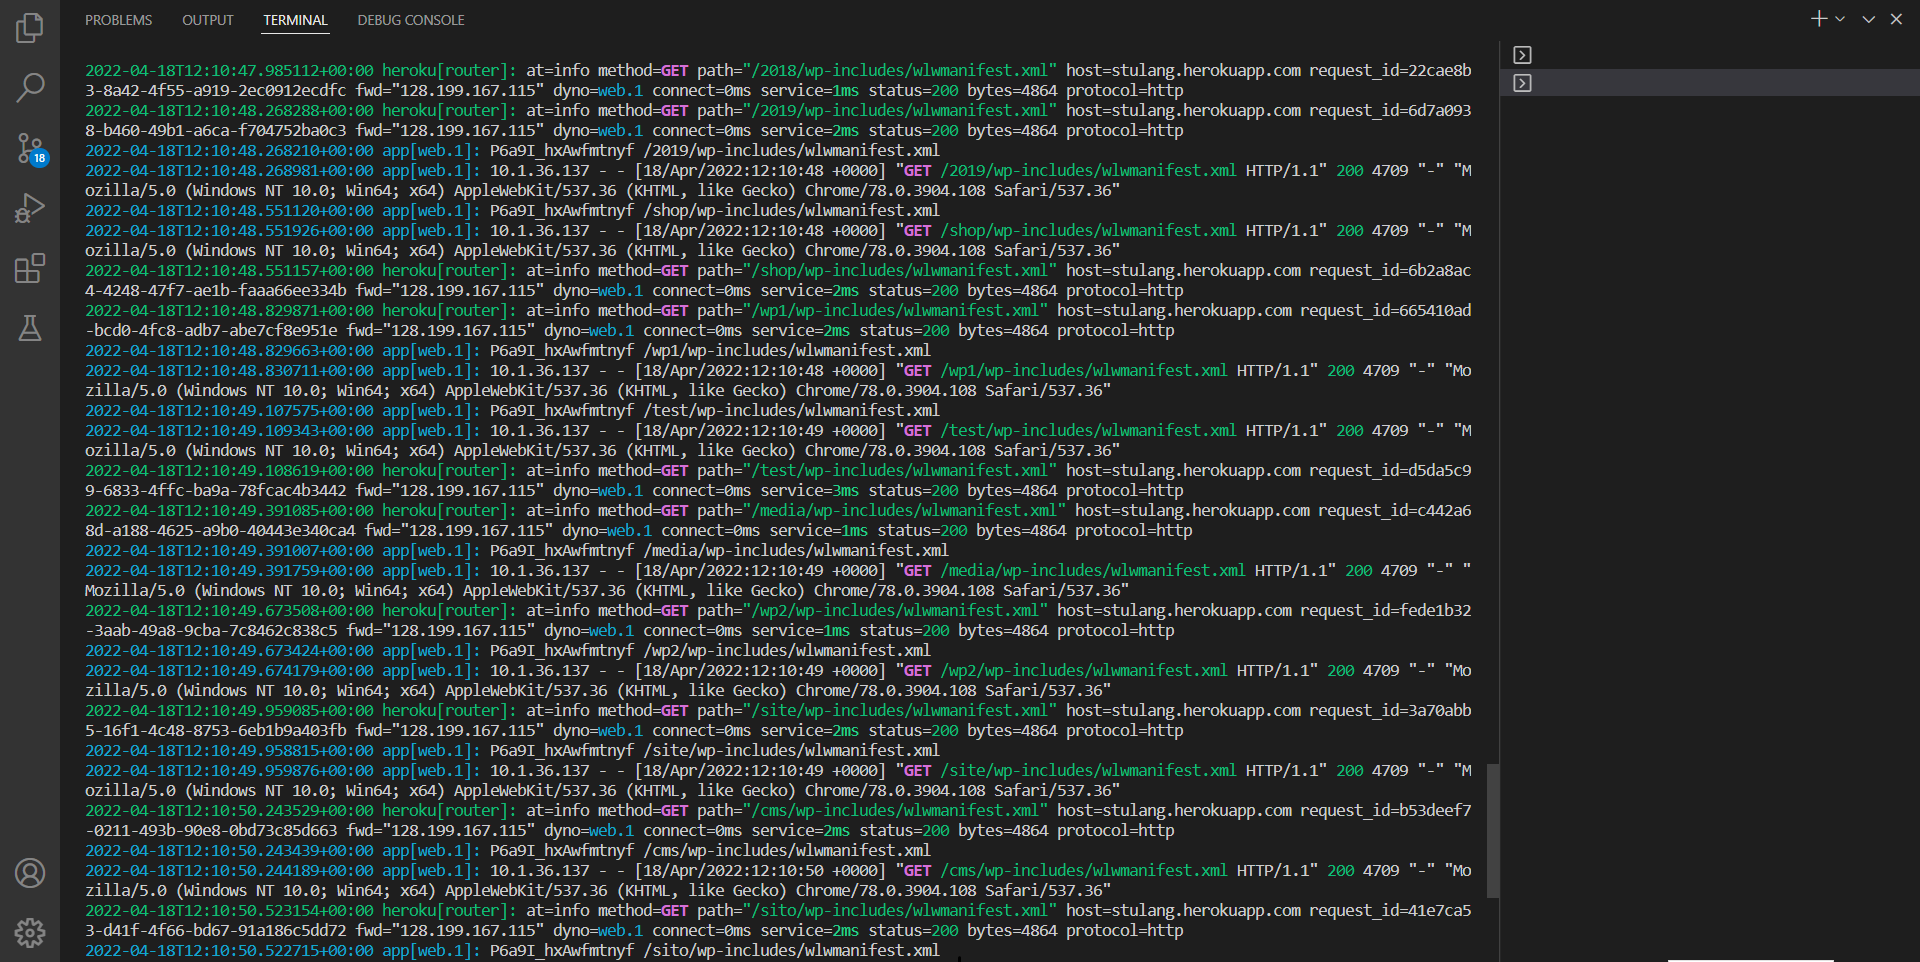 PROBLEMS OUTPUT TERMINAL DEBUG CONSOLE
2022-04-18T12:10:47.985112+00:00 heroku[router]: at=info method=GET path="/2018/wp-includes/wlwmanifest.xml" host=stulang.herokuapp.com request_id=22cae8b
3-8a42-4f55-a919-2ec0912ecdfc fwd="128.199.167.115" dyno=web.1 connect=0ms service=1ms status=200 bytes=4864 protocol=http
2022-04-18T12:10:48.268288+00:00 heroku[router]: at=info method=GET path="/2019/wp-includes/wlwmanifest.xml" host=stulang.herokuapp.com request_id=6d7a093
8-b460-49b1-a6ca-f704752ba0c3 fwd="128.199.167.115" dyno=web.1 connect=0ms service=2ms status=200 bytes=4864 protocol=http
2022-04-18T12:10:48.268210+00:00 app[web.1]: P6a9I_hxAwfmtnyf /2019/wp-includes/wlwmanifest.xml
2022-04-18T12:10:48.268981+00:00 app[web.1]: 10.1.36.137 - - [18/Apr/2022:12:10:48 +0000] "GET /2019/wp-includes/wlwmanifest.xml HTTP/1.1" 200 4709 "-" "M
ozilla/5.0 (Windows NT 10.0; Win64; x64) AppleWebKit/537.36 (KHTML, like Gecko) Chrome/78.0.3904.108 Safari/537.36"
2022-04-18T12:10:48.551120+00:00 app[web.1]: P6a9I_hxAwfmtnyf /shop/wp-includes/wlwmanifest.xml
2022-04-18T12:10:48.551926+00:00 app[web.1]: 10.1.36.137 - - [18/Apr/2022:12:10:48 +0000] "GET /shop/wp-includes/wlwmanifest.xml HTTP/1.1" 200 4709 "-" "M
ozilla/5.0 (Windows NT 10.0; Win64; x64) AppleWebKit/537.36 (KHTML, like Gecko) Chrome/78.0.3904.108 Safari/537.36"
2022-04-18T12:10:48.551157+00:00 heroku[router]: at=info method=GET path="/shop/wp-includes/wlwmanifest.xml" host=stulang.herokuapp.com request_id=6b2a8ac
4-4248-47f7-ae1b-faaa66ee334b fwd="128.199.167.115" dyno=web.1 connect=0ms service=2ms status=200 bytes=4864 protocol=http
2022-04-18T12:10:48.829871+00:00 heroku[router]: at=info method=GET path="/wp1/wp-includes/wlwmanifest.xml" host=stulang.herokuapp.com request_id=665410ad
-bcd0-4fc8-adb7-abe7cf8e951e fwd="128.199.167.115" dyno=web.1 connect=0ms service=2ms status=200 bytes=4864 protocol=http
2022-04-18T12:10:48.829663+00:00 app[web.1]: P6a9I_hxAwfmtnyf /wp1/wp-includes/wlwmanifest.xml
2022-04-18T12:10:48.830711+00:00 app[web.1]: 10.1.36.137 - - [18/Apr/2022:12:10:48 +0000] "GET /wp1/wp-includes/wlwmanifest.xml HTTP/1.1" 200 4709 "-" "Mo
zilla/5.0 (Windows NT 10.0; Win64; x64) AppleWebKit/537.36 (KHTML, like Gecko) Chrome/78.0.3904.108 Safari/537.36"
2022-04-18T12:10:49.107575+00:00 app[web.1]: P6a9I_hxAwfmtnyf /test/wp-includes/wlwmanifest.xml
2022-04-18T12:10:49.109343+00:00 app[web.1]: 10.1.36.137 - - [18/Apr/2022:12:10:49 +0000] "GET /test/wp-includes/wlwmanifest.xml HTTP/1.1" 200 4709 "-" "M
ozilla/5.0 (Windows NT 10.0; Win64; x64) AppleWebKit/537.36 (KHTML, like Gecko) Chrome/78.0.3904.108 Safari/537.36"
2022-04-18T12:10:49.108619+00:00 heroku[router]: at=info method=GET path="/test/wp-includes/wlwmanifest.xml" host=stulang.herokuapp.com request_id=d5da5c9
9-6833-4ffc-ba9a-78fcac4b3442 fwd="128.199.167.115" dyno=web.1 connect=0ms service=3ms status=200 bytes=4864 protocol=http
2022-04-18T12:10:49.391085+00:00 heroku[router]: at=info method=GET path="/media/wp-includes/wlwmanifest.xml" host=stulang.herokuapp.com request_id=c442a6
8d-a188-4625-a9b0-40443e340ca4 fwd="128.199.167.115" dyno=web.1 connect=0ms service=1ms status=200 bytes=4864 protocol=http
2022-04-18T12:10:49.391007+00:00 app[web.1]: P6a9I_hxAwfmtnyf /media/wp-includes/wlwmanifest.xml
2022-04-18T12:10:49.391759+00:00 app[web.1]: 10.1.36.137 - - [18/Apr/2022:12:10:49 +0000] "GET /media/wp-includes/wlwmanifest.xml HTTP/1.1" 200 4709 "-" "
Mozilla/5.0 (Windows NT 10.0; Win64; x64) AppleWebKit/537.36 (KHTML, like Gecko) Chrome/78.0.3904.108 Safari/537.36"
2022-04-18T12:10:49.673508+00:00 heroku[router]: at=info method=GET path="/wp2/wp-includes/wlwmanifest.xml" host=stulang.herokuapp.com request_id=fede1b32
-3aab-49a8-9cba-7c8462c838c5 fwd="128.199.167.115" dyno=web.1 connect=0ms service=1ms status=200 bytes=4864 protocol=http
2022-04-18T12:10:49.673424+00:00 app[web.1]: P6a9I_hxAwfmtnyf /wp2/wp-includes/wlwmanifest.xml
2022-04-18T12:10:49.674179+00:00 app[web.1]: 10.1.36.137 - - [18/Apr/2022:12:10:49 +0000] "GET /wp2/wp-includes/wlwmanifest.xml HTTP/1.1" 200 4709 "-" "Mo
zilla/5.0 (Windows NT 10.0; Win64; x64) AppleWebKit/537.36 (KHTML, like Gecko) Chrome/78.0.3904.108 Safari/537.36"
2022-04-18T12:10:49.959085+00:00 heroku[router]: at=info method=GET path="/site/wp-includes/wlwmanifest.xml" host=stulang.herokuapp.com request_id=3a70abb
5-16f1-4c48-8753-6eb1b9a403fb fwd="128.199.167.115" dyno=web.1 connect=0ms service=2ms status=200 bytes=4864 protocol=http
2022-04-18T12:10:49.958815+00:00 app[web.1]: P6a9I_hxAwfmtnyf /site/wp-includes/wlwmanifest.xml
2022-04-18T12:10:49.959876+00:00 app[web.1]: 10.1.36.137 - - [18/Apr/2022:12:10:49 +0000] "GET /site/wp-includes/wlwmanifest.xml HTTP/1.1" 200 4709 "-" "M
ozilla/5.0 (Windows NT 10.0; Win64; x64) AppleWebKit/537.36 (KHTML, like Gecko) Chrome/78.0.3904.108 Safari/537.36"
2022-04-18T12:10:50.243529+00:00 heroku[router]: at=info method=GET path="/cms/wp-includes/wlwmanifest.xml" host=stulang.herokuapp.com request_id=b53deef7
-0211-493b-90e8-0bd73c85d663 fwd="128.199.167.115" dyno=web.1 connect=0ms service=2ms status=200 bytes=4864 protocol=http
2022-04-18T12:10:50.243439+00:00 app[web.1]: P6a9I_hxAwfmtnyf /cms/wp-includes/wlwmanifest.xml
2022-04-18T12:10:50.244189+00:00 app[web.1]: 10.1.36.137 - - [18/Apr/2022:12:10:50 +0000] "GET /cms/wp-includes/wlwmanifest.xml HTTP/1.1" 200 4709 "-" "Mo
zilla/5.0 (Windows NT 10.0; Win64; x64) AppleWebKit/537.36 (KHTML, like Gecko) Chrome/78.0.3904.108 Safari/537.36"
2022-04-18T12:10:50.523154+00:00 heroku[router]: at=info method=GET path="/sito/wp-includes/wlwmanifest.xml" host=stulang.herokuapp.com request_id=41e7ca5
3-d41f-4f66-bd67-91a186c5dd72 fwd="128.199.167.115" dyno=web.1 connect=0ms service=2ms status=200 bytes=4864 protocol=http
2022-04-18T12:10:50.522715+00:00 app[web.1]: P6a9I_hxAwfmtnyf /sito/wp-includes/wlwmanifest.xml
18